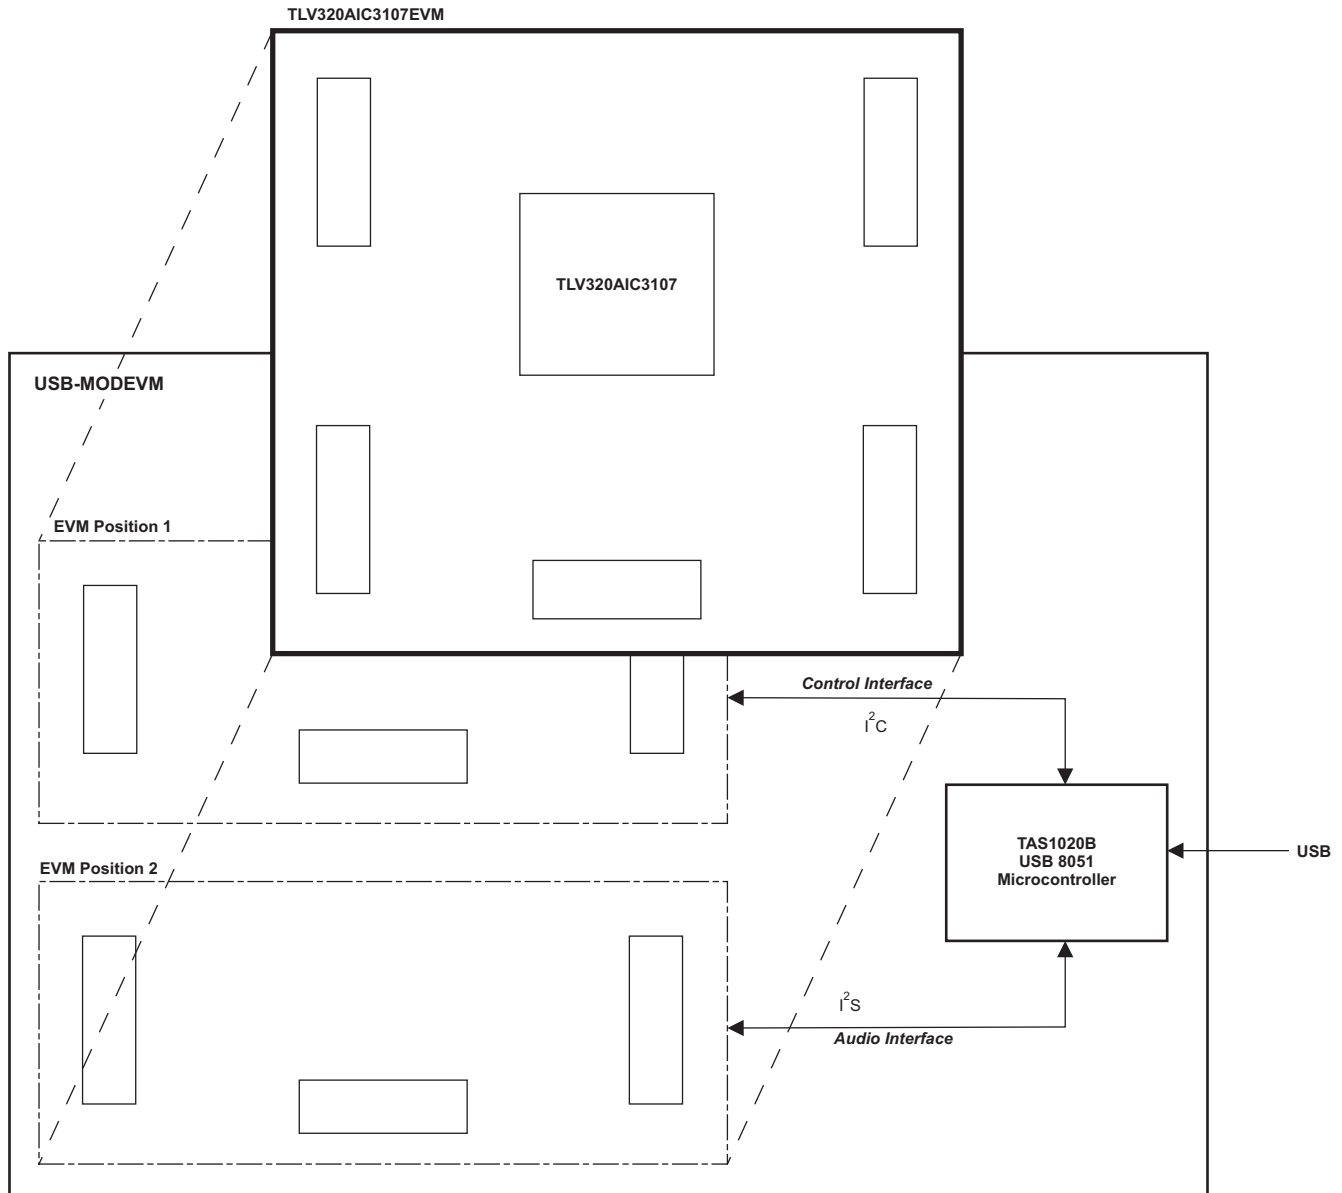 TLV320AIC3107EVM
TLV320AIC3107
USB-MODEVM
EVM Position 1
Control Interface
I²C
TAS1020B
USB 8051
Microcontroller
USB
EVM Position 2
I²S
Audio Interface